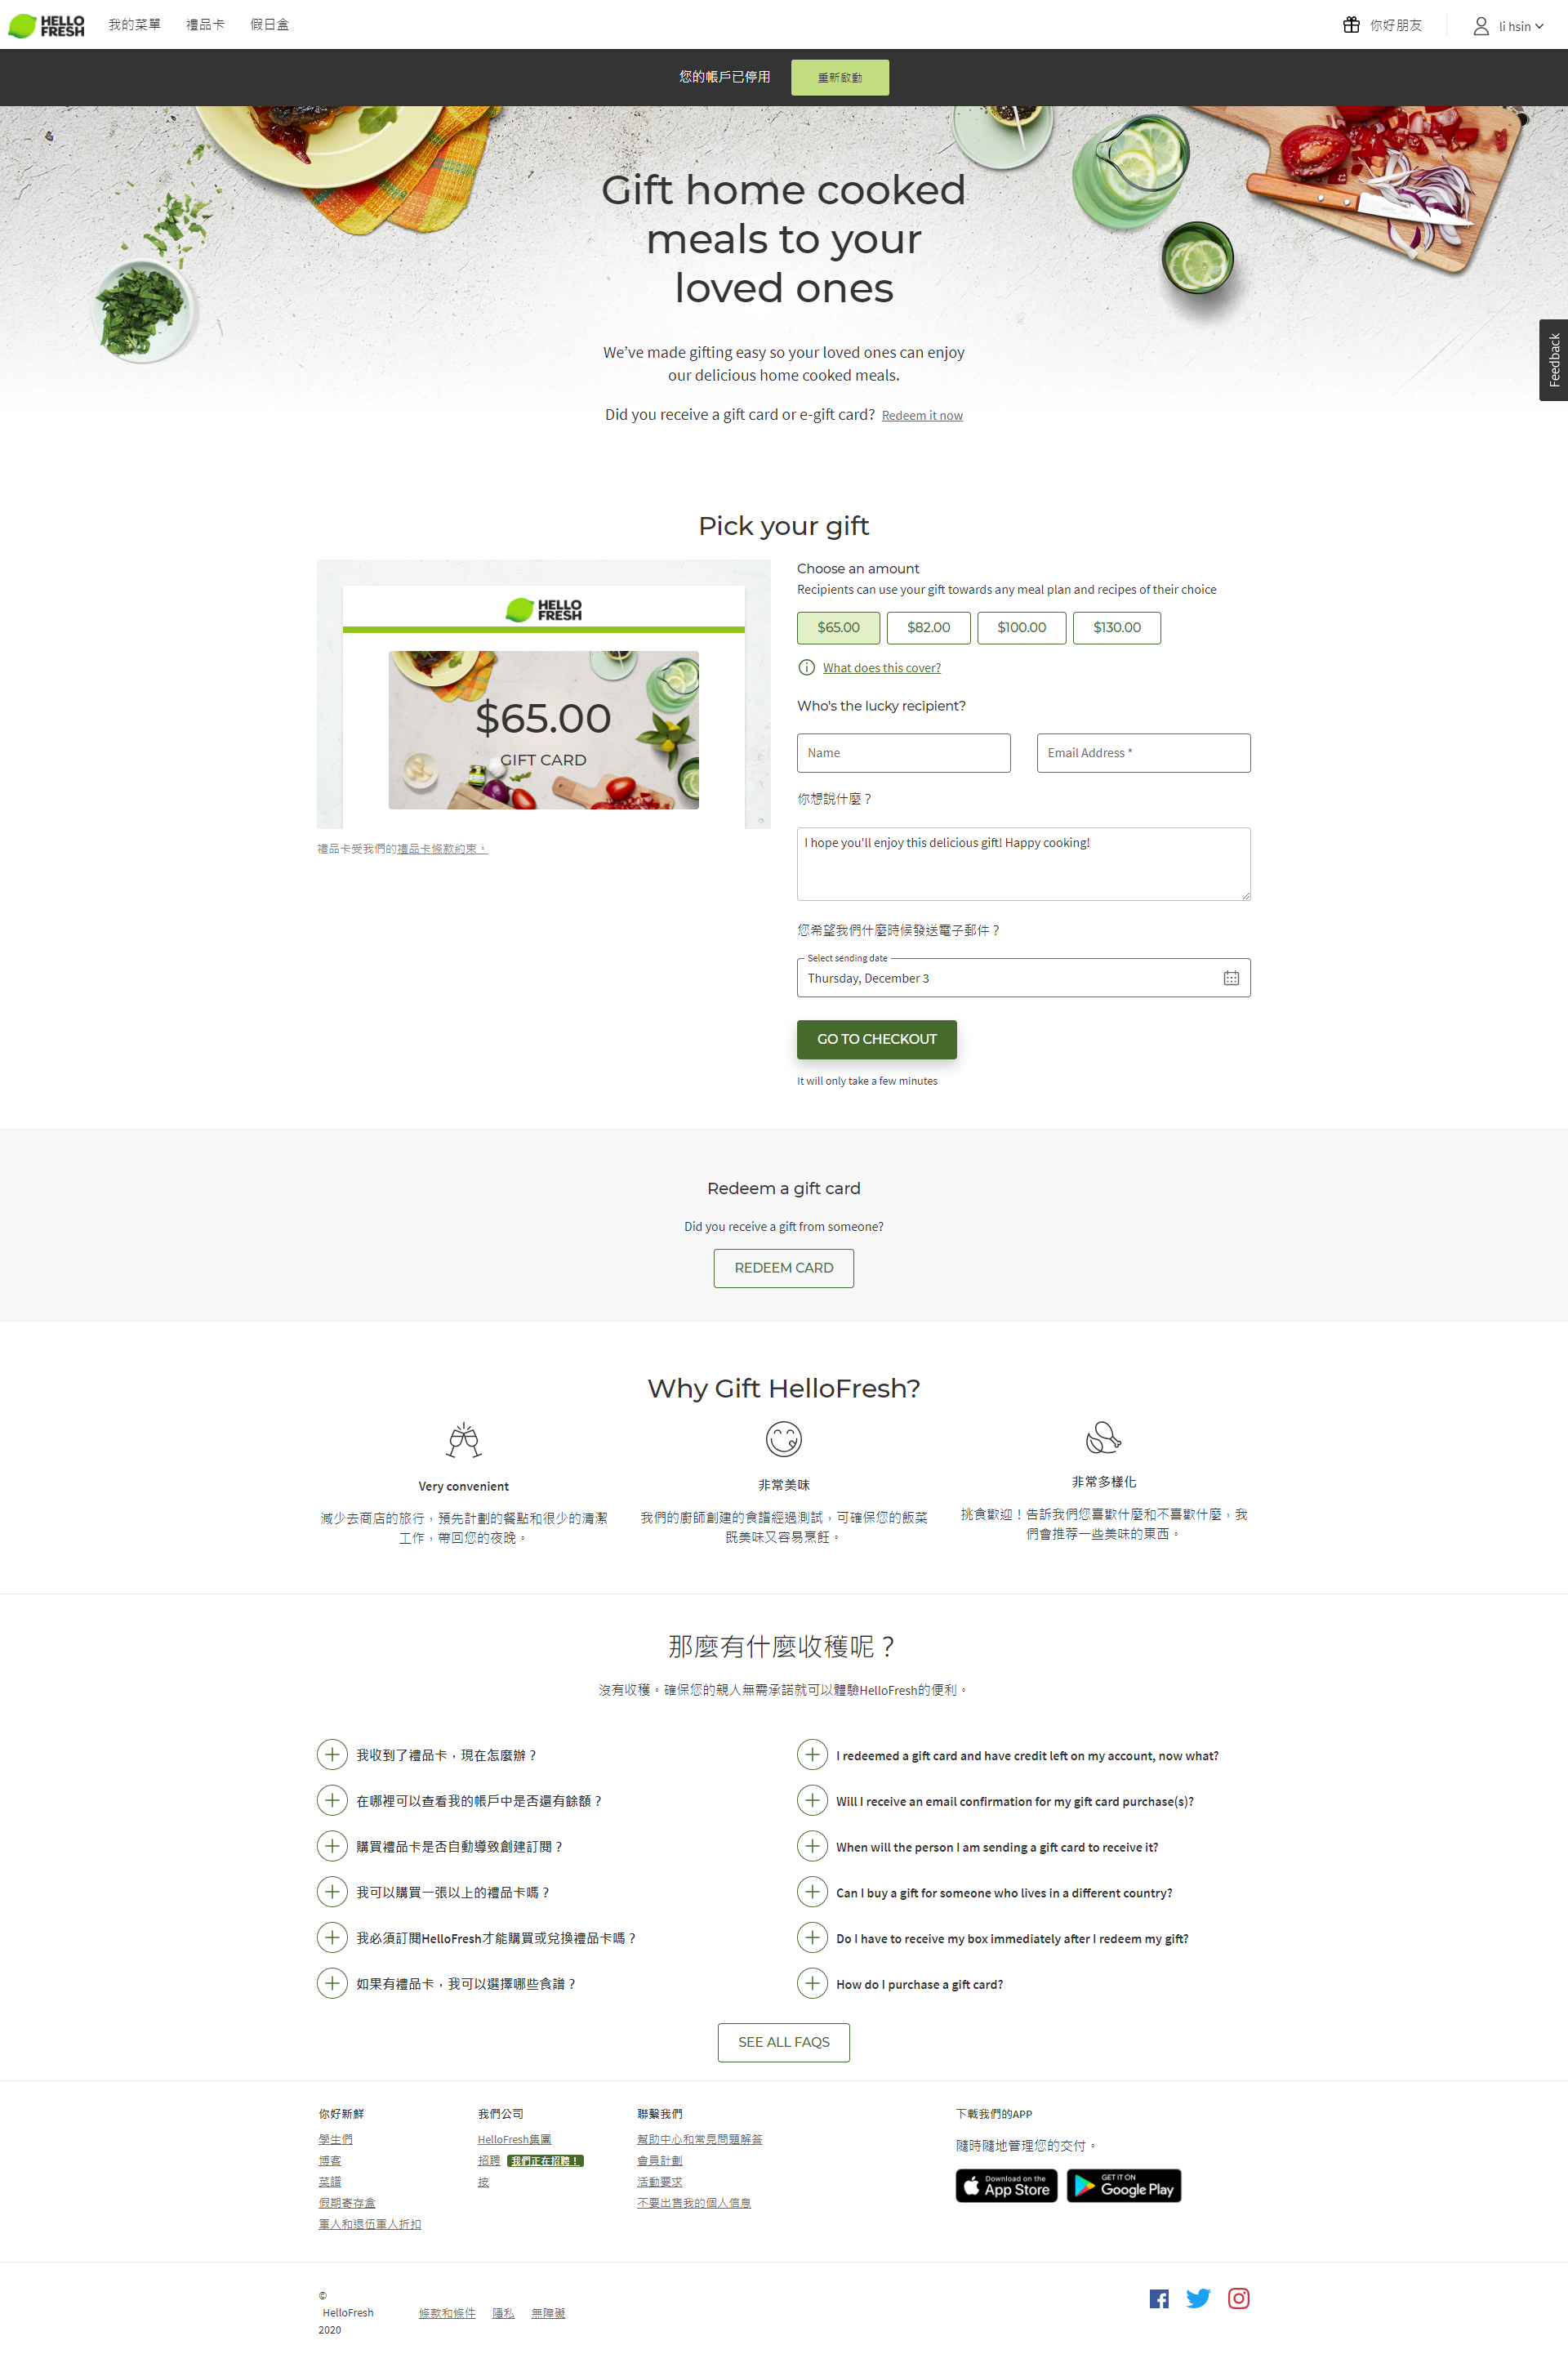 HELLO FRESH
我的菜單
禮品卡
假日盒
你好朋友
li hsin
您的帳戶已停用
重新啟動
Gift home cooked
meals to your
loved ones
We’ve made gifting easy so your loved ones can enjoy
our delicious home cooked meals.
Did you receive a gift card or e-gift card? Redeem it now
Feedback
Pick your gift
HELLO FRESH
$65.00
GIFT CARD
禮品卡受我們的禮品卡條款約束。
Choose an amount
Recipients can use your gift towards any meal plan and recipes of their choice
$65.00
$82.00
$100.00
$130.00
What does this cover?
Who's the lucky recipient?
Name
Email Address *
你想說什麼？
I hope you'll enjoy this delicious gift! Happy cooking!
您希望我們什麼時候發送電子郵件？
Select sending date
Thursday, December 3
GO TO CHECKOUT
It will only take a few minutes
Redeem a gift card
Did you receive a gift from someone?
REDEEM CARD
Why Gift HelloFresh?
Very convenient
減少去商店的旅行，預先計劃的餐點和很少的清潔
工作，帶回您的夜晚。
非常美味
我們的廚師創建的食譜經過測試，可確保您的飯菜
既美味又容易烹飪。
非常多樣化
挑食歡迎！告訴我們您喜歡什麼和不喜歡什麼，我
們會推荐一些美味的東西。
那麼有什麼收穫呢？
沒有收穫。確保您的親人無需承諾就可以體驗HelloFresh的便利。
我收到了禮品卡，現在怎麼辦？
在哪裡可以查看我的帳戶中是否還有餘額？
購買禮品卡是否自動導致創建訂閱？
我可以購買一張以上的禮品卡嗎？
我必須訂閱HelloFresh才能購買或兌換禮品卡嗎？
如果有禮品卡，我可以選擇哪些食譜？
I redeemed a gift card and have credit left on my account, now what?
Will I receive an email confirmation for my gift card purchase(s)?
When will the person I am sending a gift card to receive it?
Can I buy a gift for someone who lives in a different country?
Do I have to receive my box immediately after I redeem my gift?
How do I purchase a gift card?
SEE ALL FAQS
你好新鮮
學生們
博客
菜譜
假期寄存盒
軍人和退伍軍人折扣
我們公司
HelloFresh集團
招聘 我們正在招聘！
按
聯繫我們
幫助中心和常見問題解答
會員計劃
活動要求
不要出售我的個人信息
下載我們的APP
隨時隨地管理您的交付。
Download on the
App Store
GET IT ON
Google Play
©
HelloFresh
2020
條款和條件
隱私
無障礙